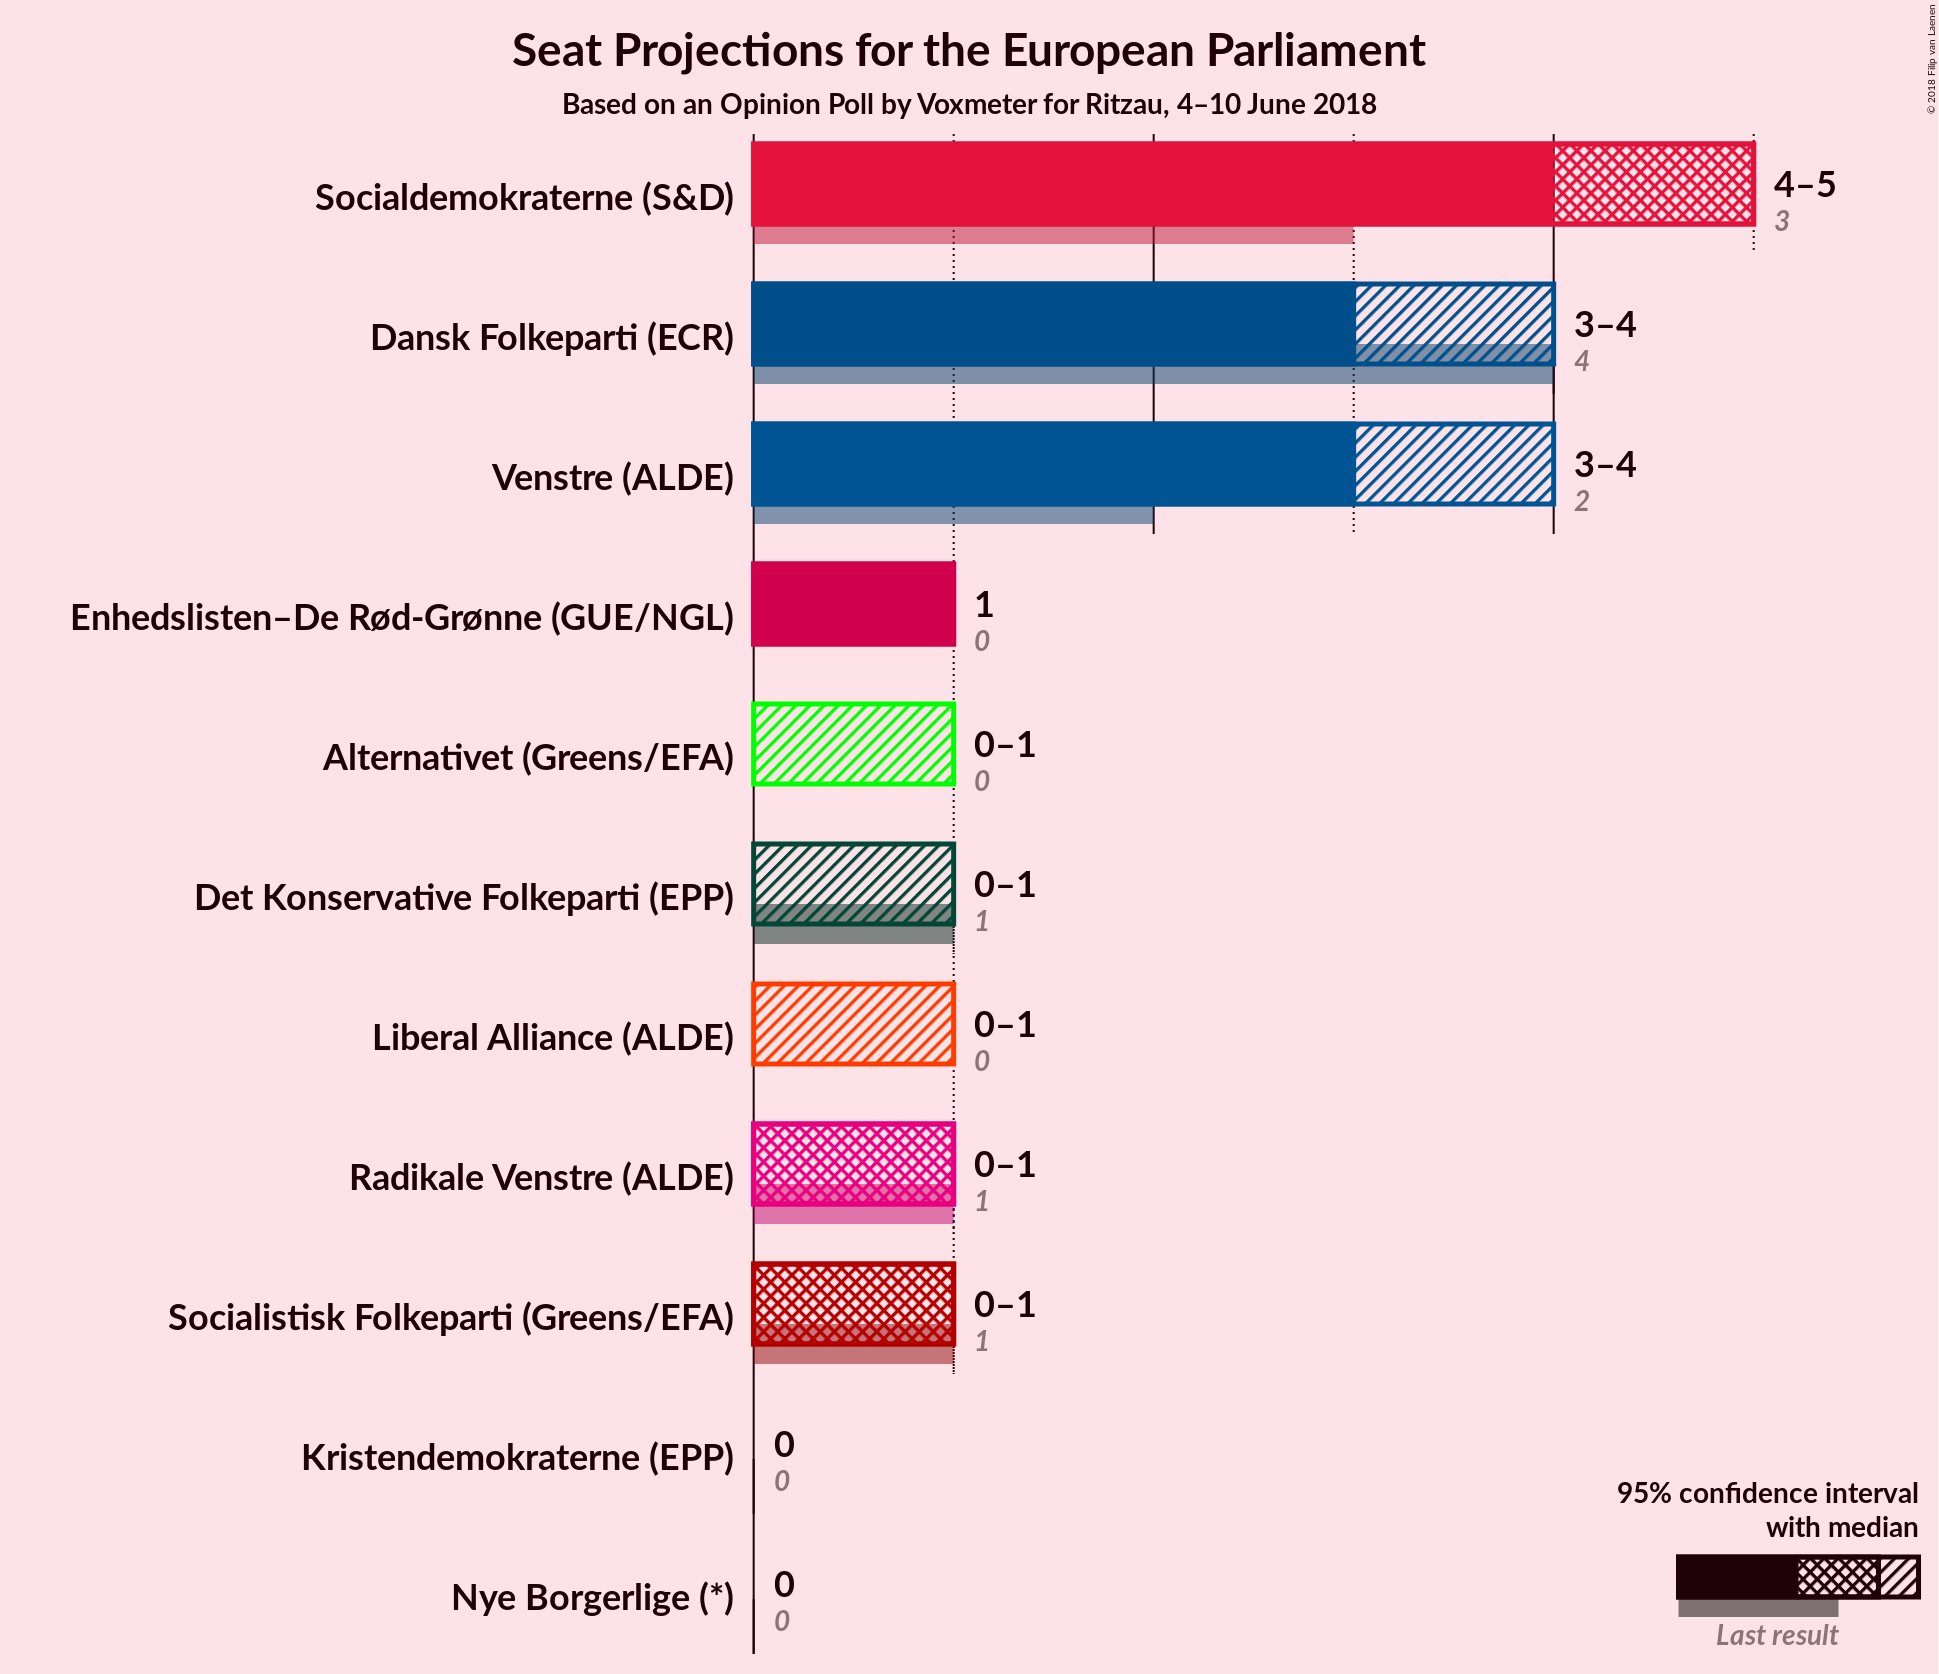 Seat Projections for the European Parliament
Based on an Opinion Poll by Voxmeter for Ritzau, 4–10 June 2018
© 2018 Filip van Laenen
Socialdemokraterne (S&D)
4–5
3
Dansk Folkeparti (ECR)
3–4
4
Venstre (ALDE)
3–4
2
Enhedslisten–De Rød-Grønne (GUE/NGL)
1
0
Alternativet (Greens/EFA)
0–1
0
Det Konservative Folkeparti (EPP)
0–1
1
Liberal Alliance (ALDE)
0–1
0
Radikale Venstre (ALDE)
0–1
1
Socialistisk Folkeparti (Greens/EFA)
0–1
1
Kristendemokraterne (EPP)
0
0
Nye Borgerlige (*)
0
0
95% confidence interval
with median
Last result